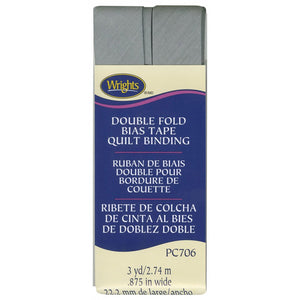 Wrights
DOUBLE FOLD
BIAS TAPE
QUILT BINDING
RUBAN DE BIAIS
DOUBLE POUR
BORDURE DE
COUETTE
RIBETE DE COLCHA
DE CINTA AL BIES
DE DOBLEZ DOBLE
PC706
3 yd/2.74 m
.875 in wide
22.2 mm de large/ancho